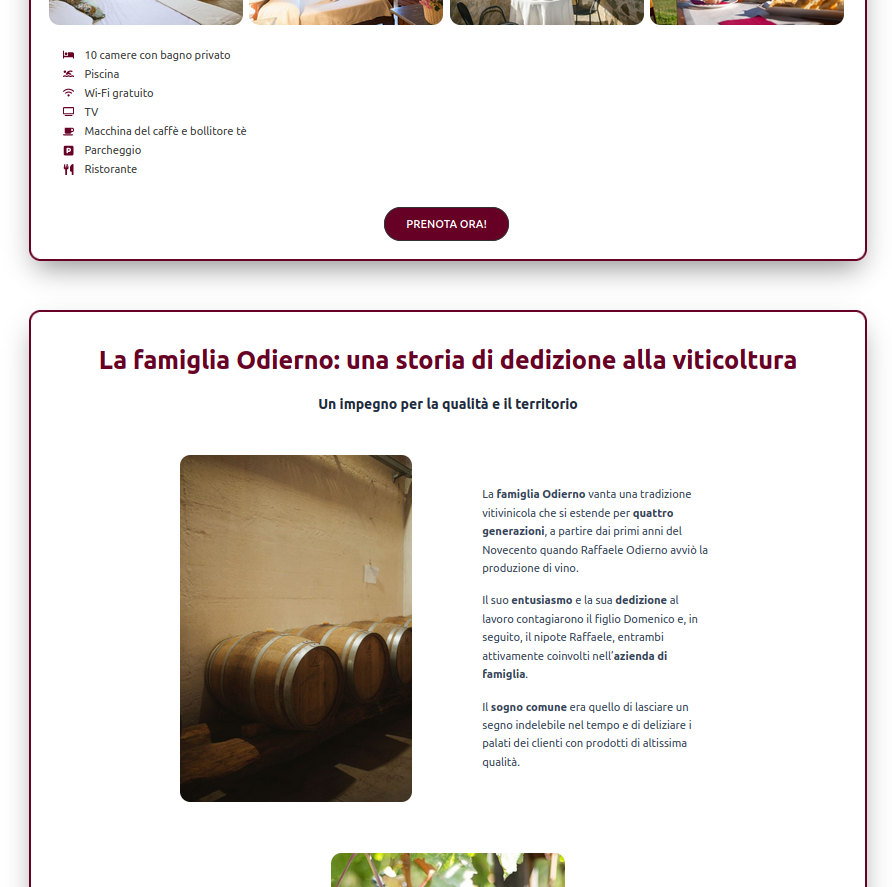 10 camere con bagno privato
Piscina
Wi-Fi gratuito
TV
Macchina del caffè e bollitore tè
P Parcheggio
Ristorante
PRENOTA ORA!
La famiglia Odierno: una storia di dedizione alla viticoltura
Un impegno per la qualità e il territorio
La famiglia Odierno vanta una tradizione
vitivinicola che si estende per quattro
generazioni, a partire dai primi anni del
Novecento quando Raffaele Odierno avviò la
produzione di vino.
Il suo entusiasmo e la sua dedizione al
lavoro contagiarono il figlio Domenico e, in
seguito, il nipote Raffaele, entrambi
attivamente coinvolti nell’azienda di
famiglia.
Il sogno comune era quello di lasciare un
segno indelebile nel tempo e di deliziare i
palati dei clienti con prodotti di altissima
qualità.